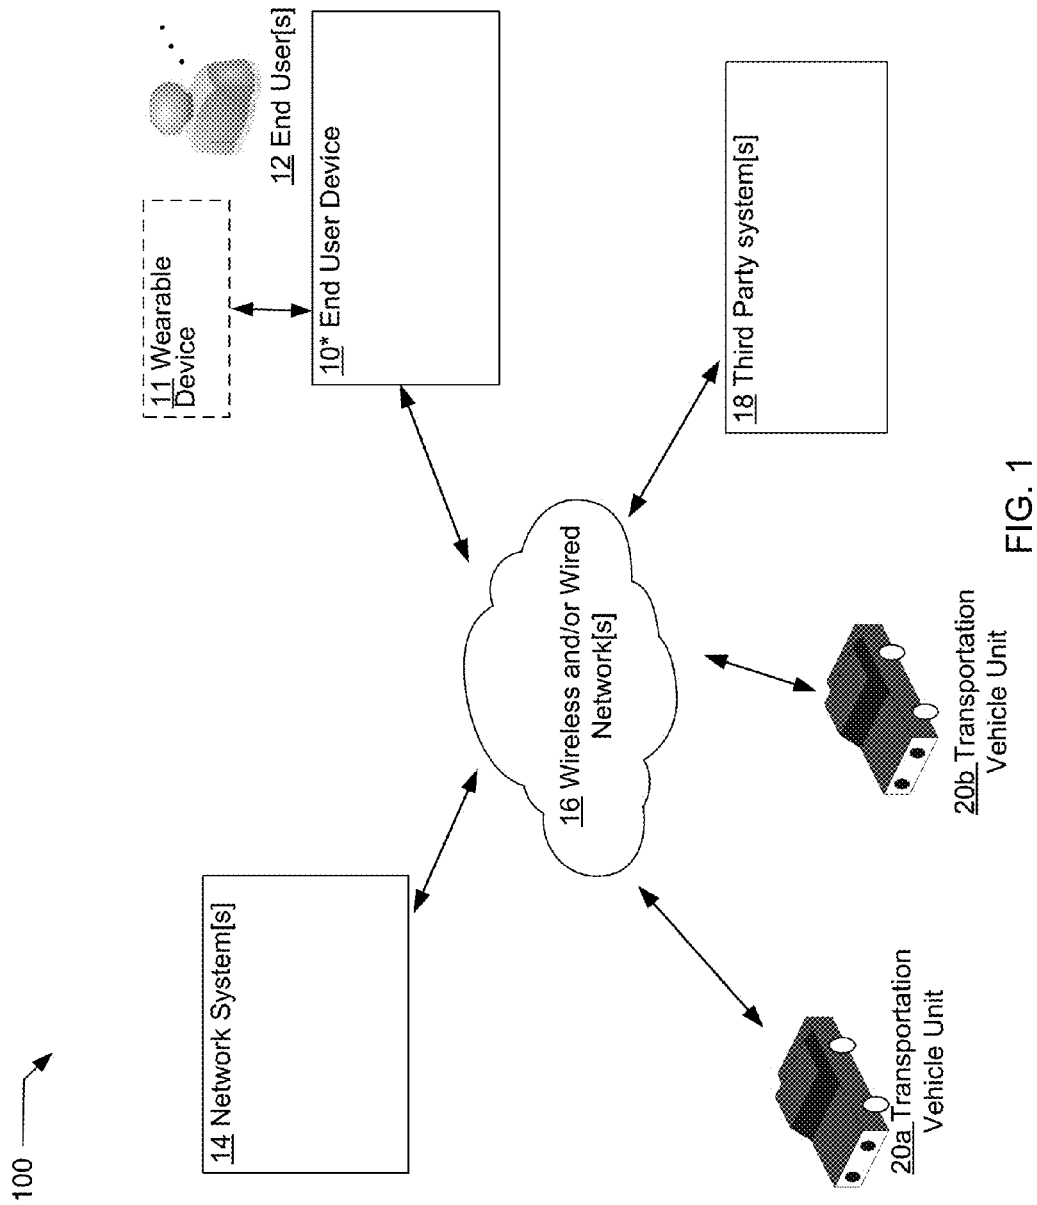 100
14 Network System[s]
11 Wearable
Device
12 End User[s]
10* End User Device
16 Wireless and/or Wired
Network[s]
18 Third Party system[s]
20a Transportation
Vehicle Unit
20b Transportation
Vehicle Unit
FIG. 1